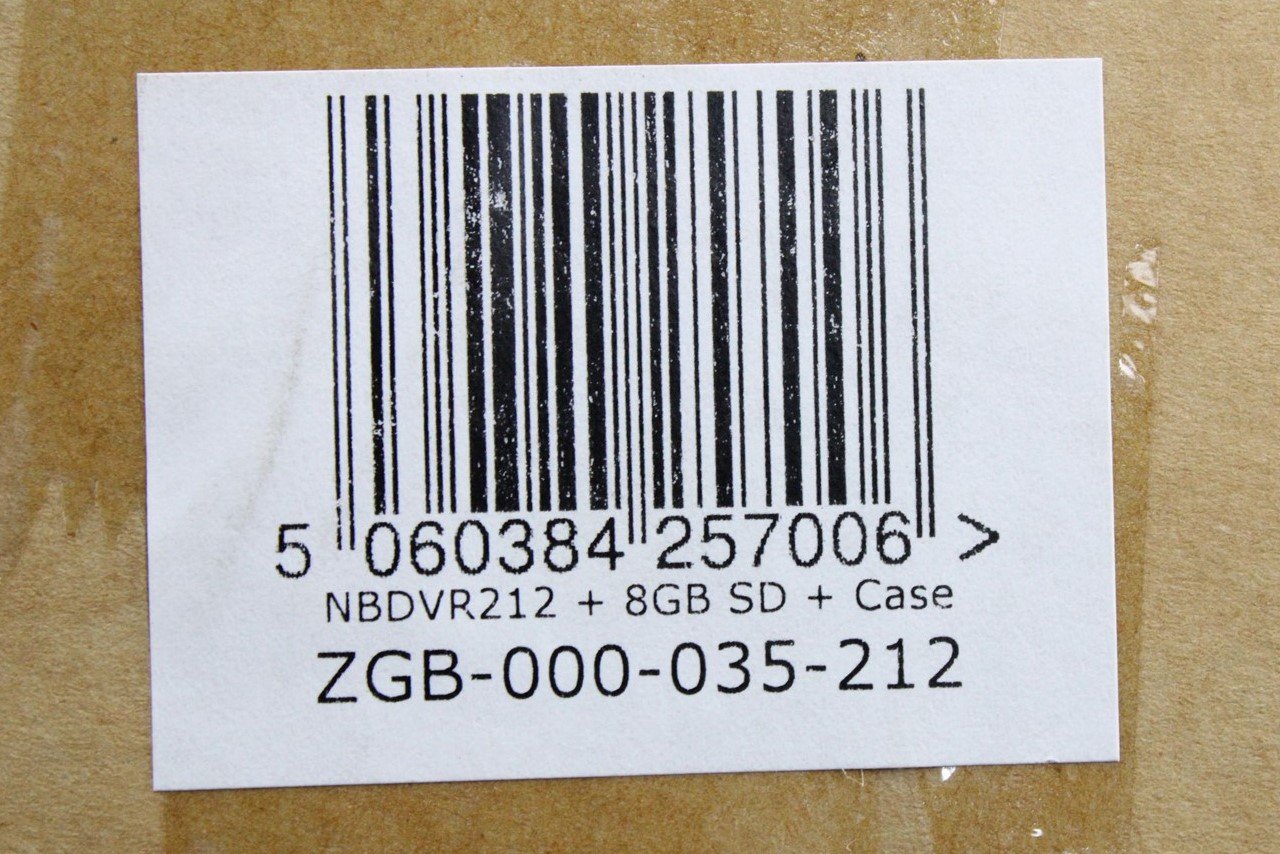 5 060384 257006 >
NBDVR212 + 8GB SD + Case
ZGB-000-035-212